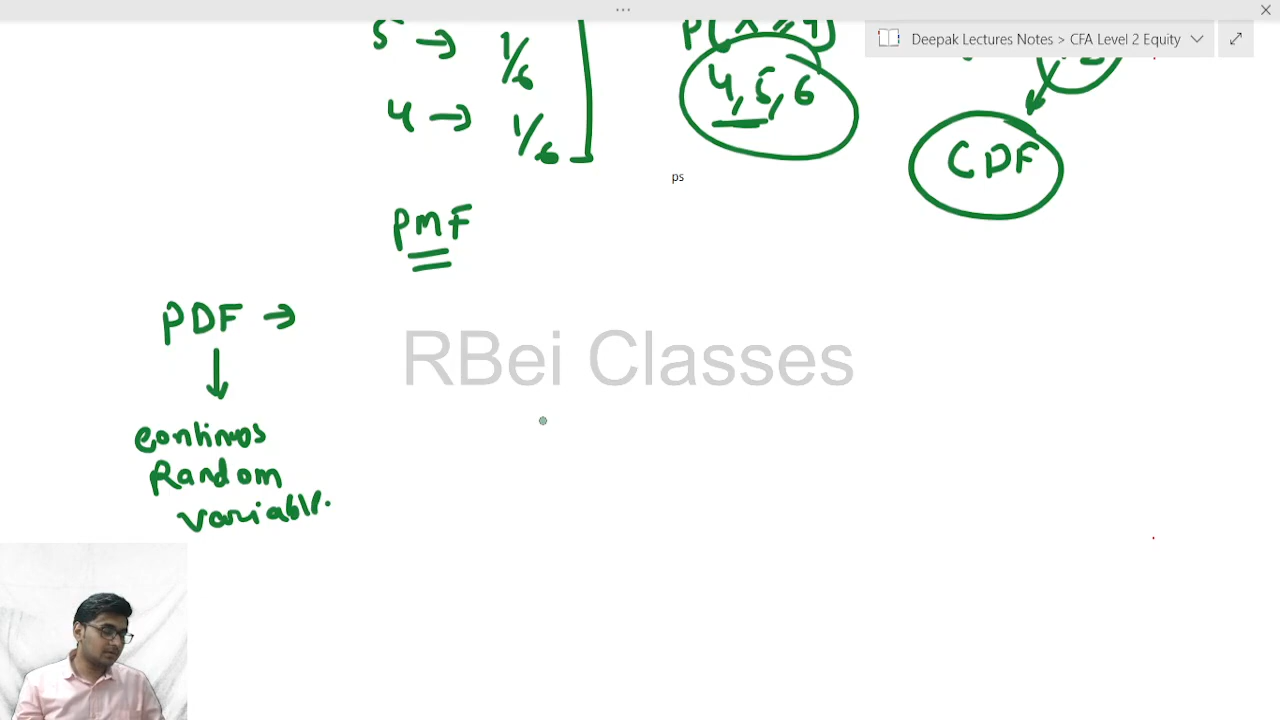 ...
Deepak Lectures Notes > CFA Level 2 Equity
5 → 1/6
4 → 1/6
4, 5, 6
CDF
ps
PMF
PDF →
RBei Classes
continuos
Random
variable.